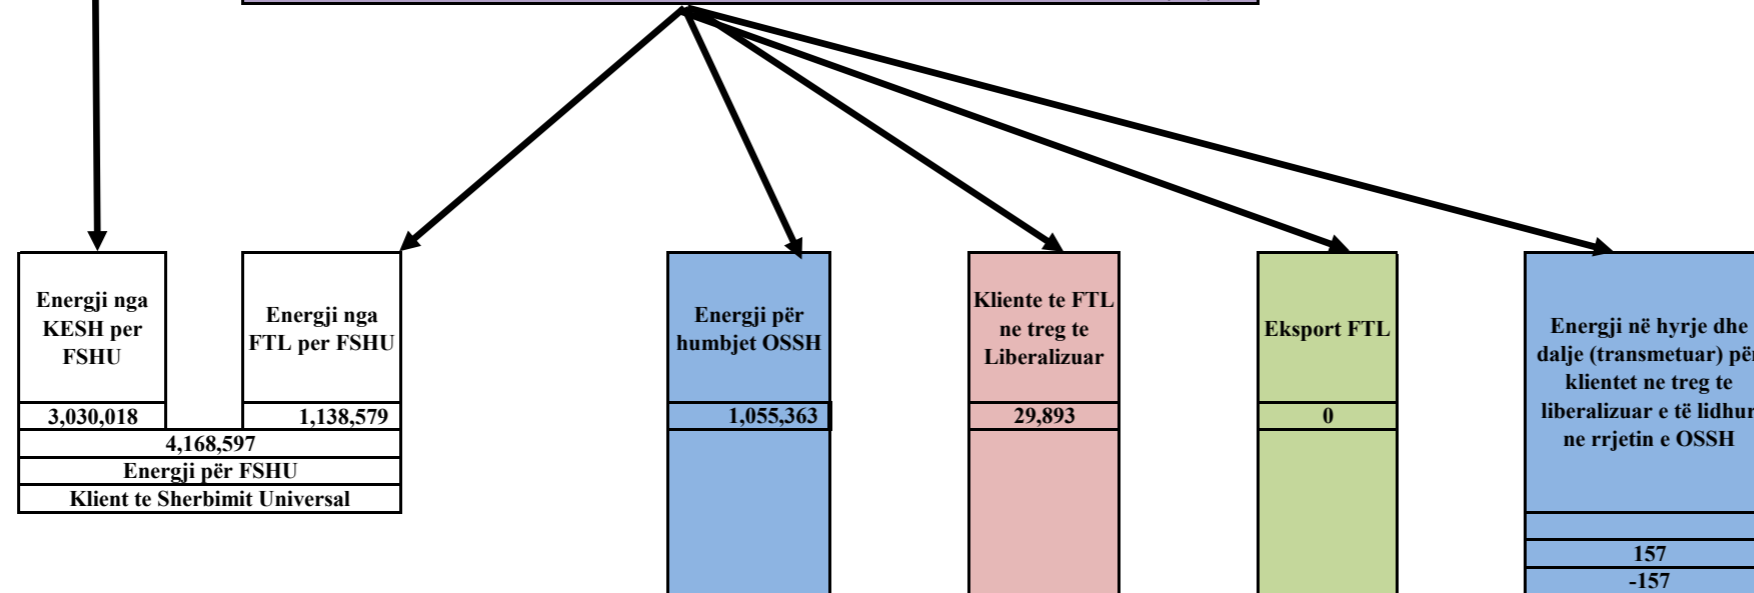 Energji nga
KESH per
FSHU
3,030,018
Energji nga
FTL per FSHU
1,138,579
4,168,597
Energji për FSHU
Klient te Sherbimit Universal
Energji për
humbjet OSSH
1,055,363
Kliente te FTL
ne treg te
Liberalizuar
29,893
Eksport FTL
0
Energji në hyrje dhe
dalje (transmetuar) për
klientet ne treg te
liberalizuar e të lidhur
ne rrjetin e OSSH
157
-157